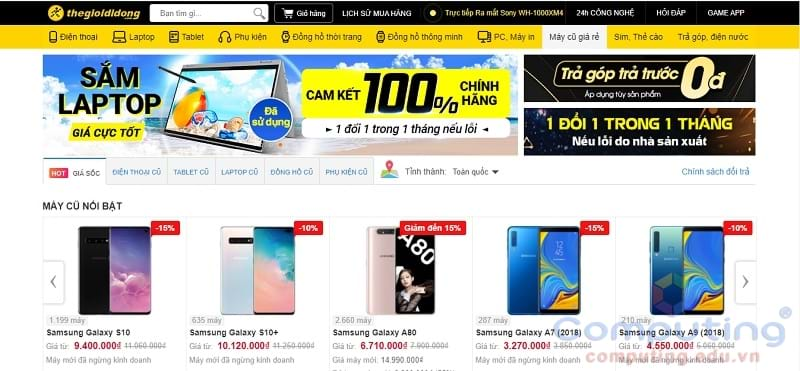 thegioididong
.com
Bạn tìm gì...
Giỏ hàng
LỊCH SỬ MUA HÀNG
Trực tiếp Ra mắt Sony WH-1000XM4
24h CÔNG NGHỆ
HỎI ĐÁP
GAME APP
Điện thoại
Laptop
Tablet
Phụ kiện
Đồng hồ thời trang
Đồng hồ thông minh
PC, Máy in
Máy cũ giá rẻ
Sim, Thẻ cào
Trả góp, điện nước
SẮM
LAPTOP
GIÁ CỰC TỐT
Đã
sử dụng
CAM KẾT 100% CHÍNH HÃNG
1 đổi 1 trong 1 tháng nếu lỗi
Trả góp trả trước 0đ
Áp dụng tùy sản phẩm
1 ĐỔI 1 TRONG 1 THÁNG
Nếu lỗi do nhà sản xuất
HOT GIÁ SỐC
ĐIỆN THOẠI CŨ
TABLET CŨ
LAPTOP CŨ
ĐỒNG HỒ CŨ
PHỤ KIỆN CŨ
Tỉnh thành: Toàn quốc
Chính sách đổi trả
MÁY CŨ NỔI BẬT
-15%
-10%
Giảm đến 15%
-15%
-10%
A80
1.199 máy
635 máy
2.660 máy
287 máy
210 máy
Samsung Galaxy S10
Samsung Galaxy S10+
Samsung Galaxy A80
Samsung Galaxy A7 (2018)
Samsung Galaxy A9 (2018)
Giá từ: 9.400.000₫ 11.060.000₫
Giá từ: 10.120.000₫ 11.250.000₫
Giá từ: 6.710.000₫ 7.900.000₫
Giá từ: 3.270.000₫ 3.850.000₫
Giá từ: 4.550.000₫ 5.060.000₫
Máy mới đã ngừng kinh doanh
Máy mới đã ngừng kinh doanh
Máy mới giá: 14.990.000₫
Máy mới đã ngừng kinh doanh
Máy mới đã ngừng kinh doanh
Computing®
computing.edu.vn